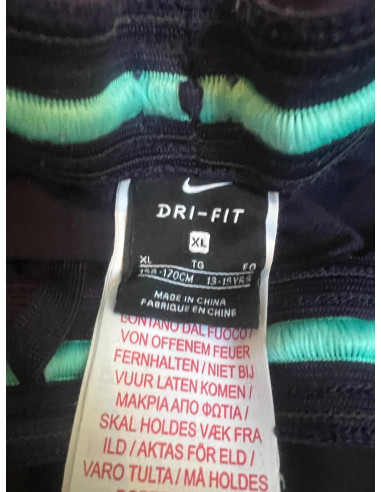 DRI-FIT
XL
XL TG EG
158-170CM 13-15YRS
MADE IN CHINA
FABRIQUE EN CHINE
LONTANO DAL FUOCO /
VON OFFENEM FEUER
FERNHALTEN / NIET BIJ
VUUR LATEN KOMEN /
ΜΑΚΡΙΑ ΑΠΟ ΦΩΤΙΑ /
SKAL HOLDES VÆK FRA
ILD / AKTAS FÖR ELD /
VARO TULTA / MÅ HOLDES